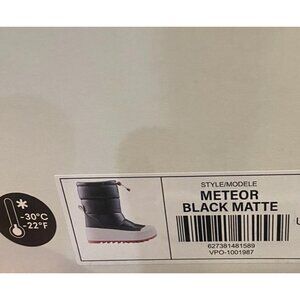 -30°C
-22°F
STYLE/MODELE
METEOR
BLACK MATTE
627381481589
VPO-1001987